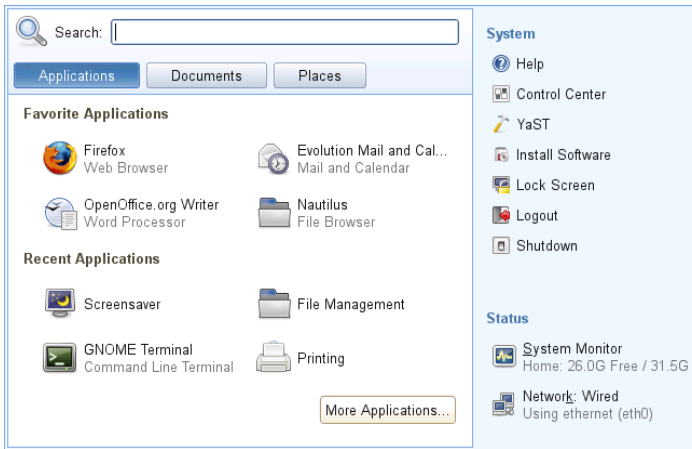 Search:
Applications
Documents
Places
Favorite Applications
Firefox
Web Browser
Evolution Mail and Cal...
Mail and Calendar
OpenOffice.org Writer
Word Processor
Nautilus
File Browser
Recent Applications
Screensaver
File Management
GNOME Terminal
Command Line Terminal
Printing
More Applications...
System
Help
Control Center
YaST
Install Software
Lock Screen
Logout
Shutdown
Status
System Monitor
Home: 26.0G Free / 31.5G
Network: Wired
Using ethernet (eth0)